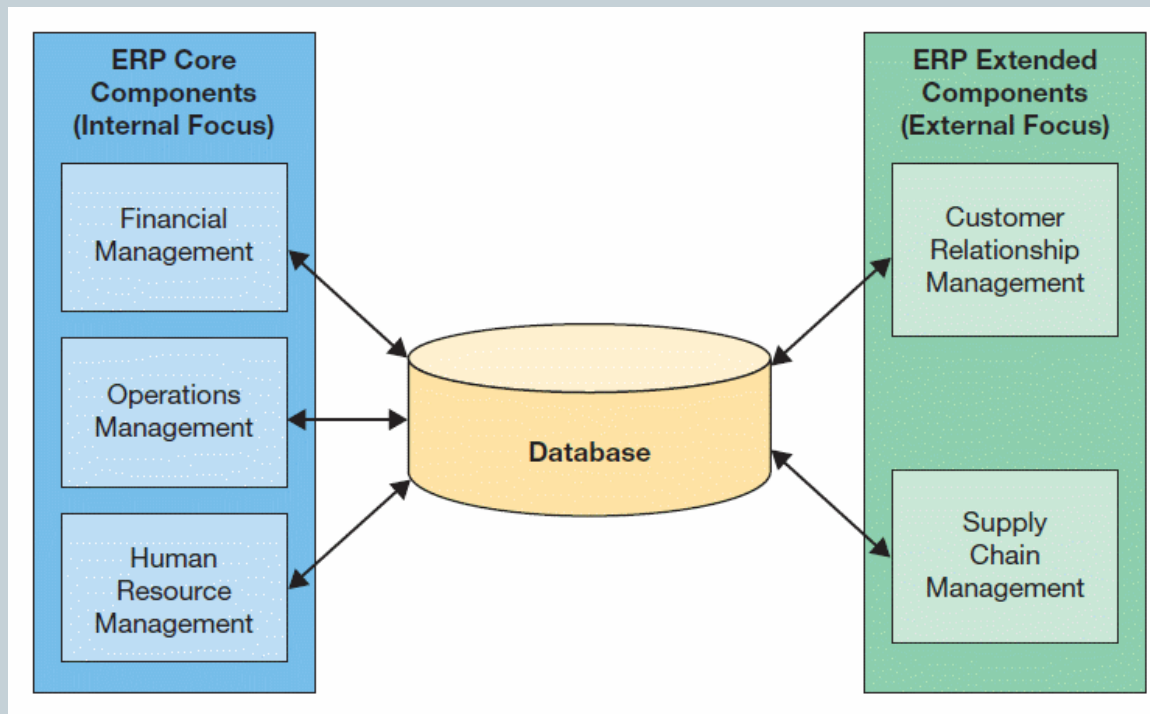 ERP Core
Components
(Internal Focus)
Financial
Management
Operations
Management
Human
Resource
Management
Database
ERP Extended
Components
(External Focus)
Customer
Relationship
Management
Supply
Chain
Management